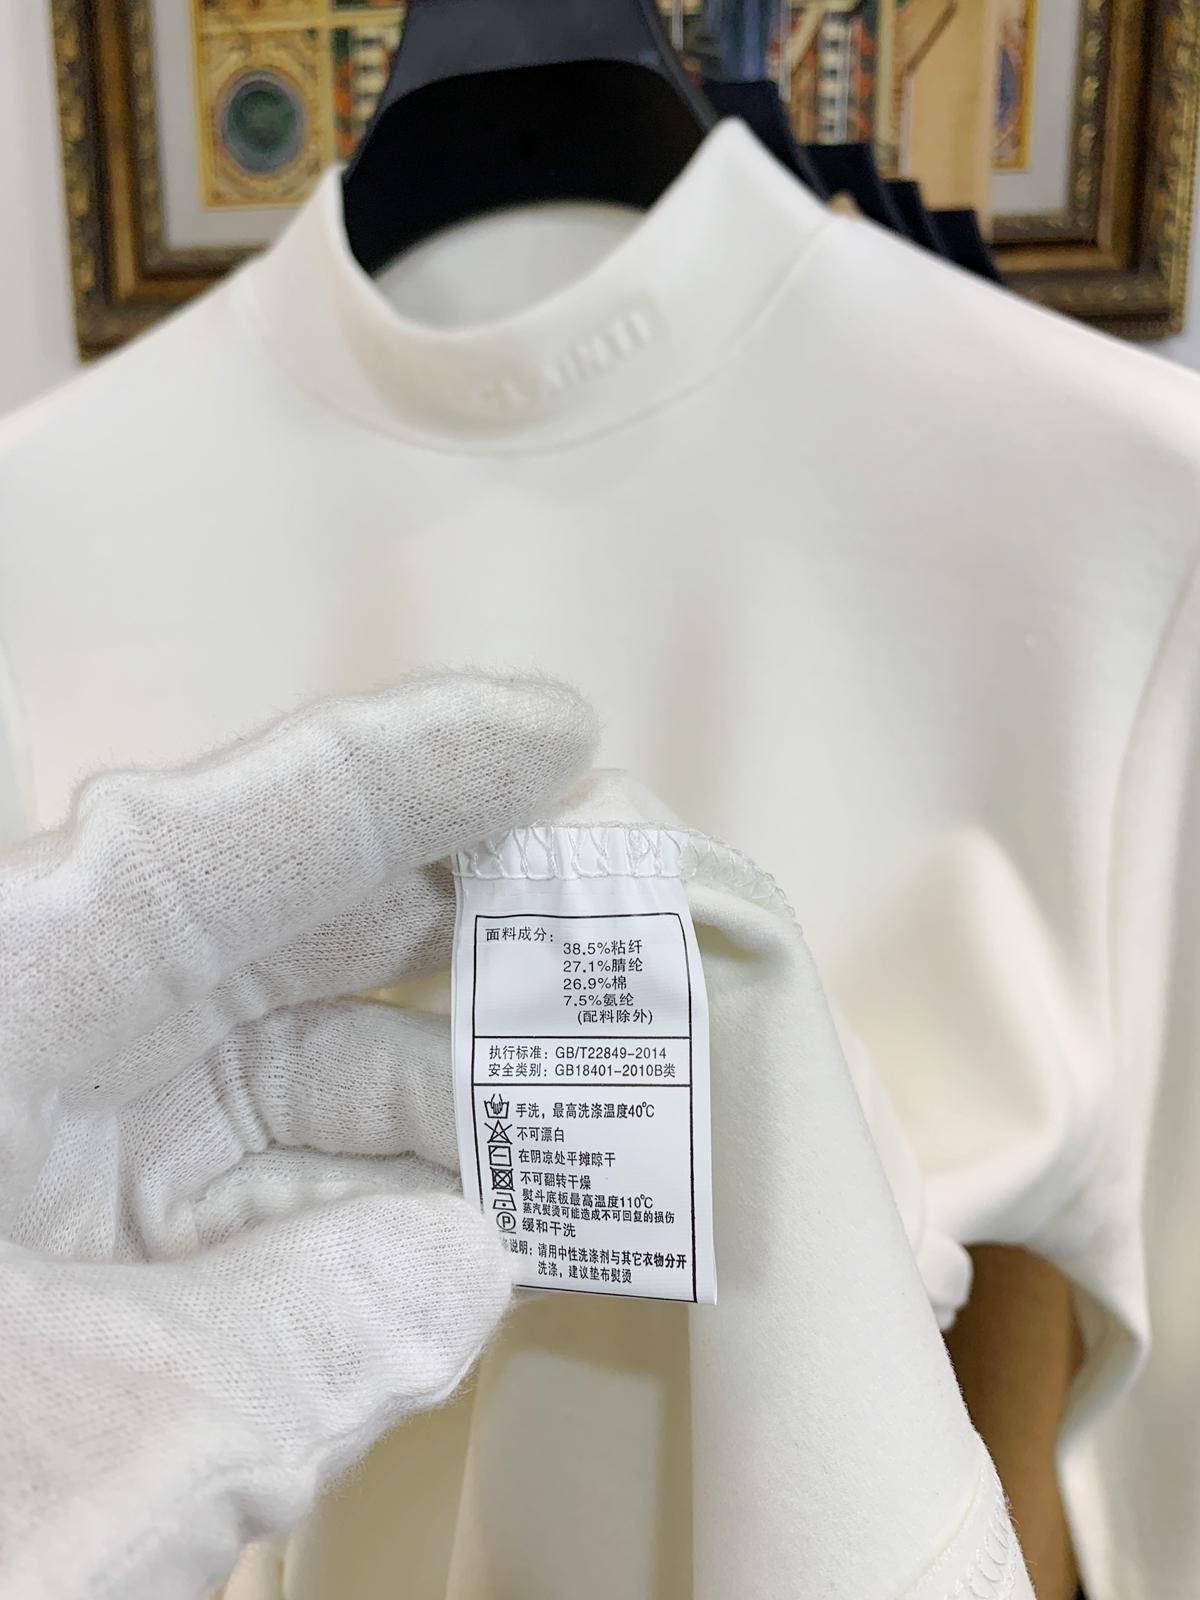 CLAINTI
面料成分:
38.5%粘纤
27.1%腈纶
26.9%棉
7.5%氨纶
(配料除外)
执行标准: GB/T22849-2014
安全类别: GB18401-2010B类
手洗，最高洗涤温度40℃
不可漂白
在阴凉处平摊晾干
不可翻转干燥
熨斗底板最高温度110℃
蒸汽熨烫可能造成不可回复的损伤
P 缓和干洗
说明: 请用中性洗涤剂与其它衣物分开
洗涤，建议垫布熨烫